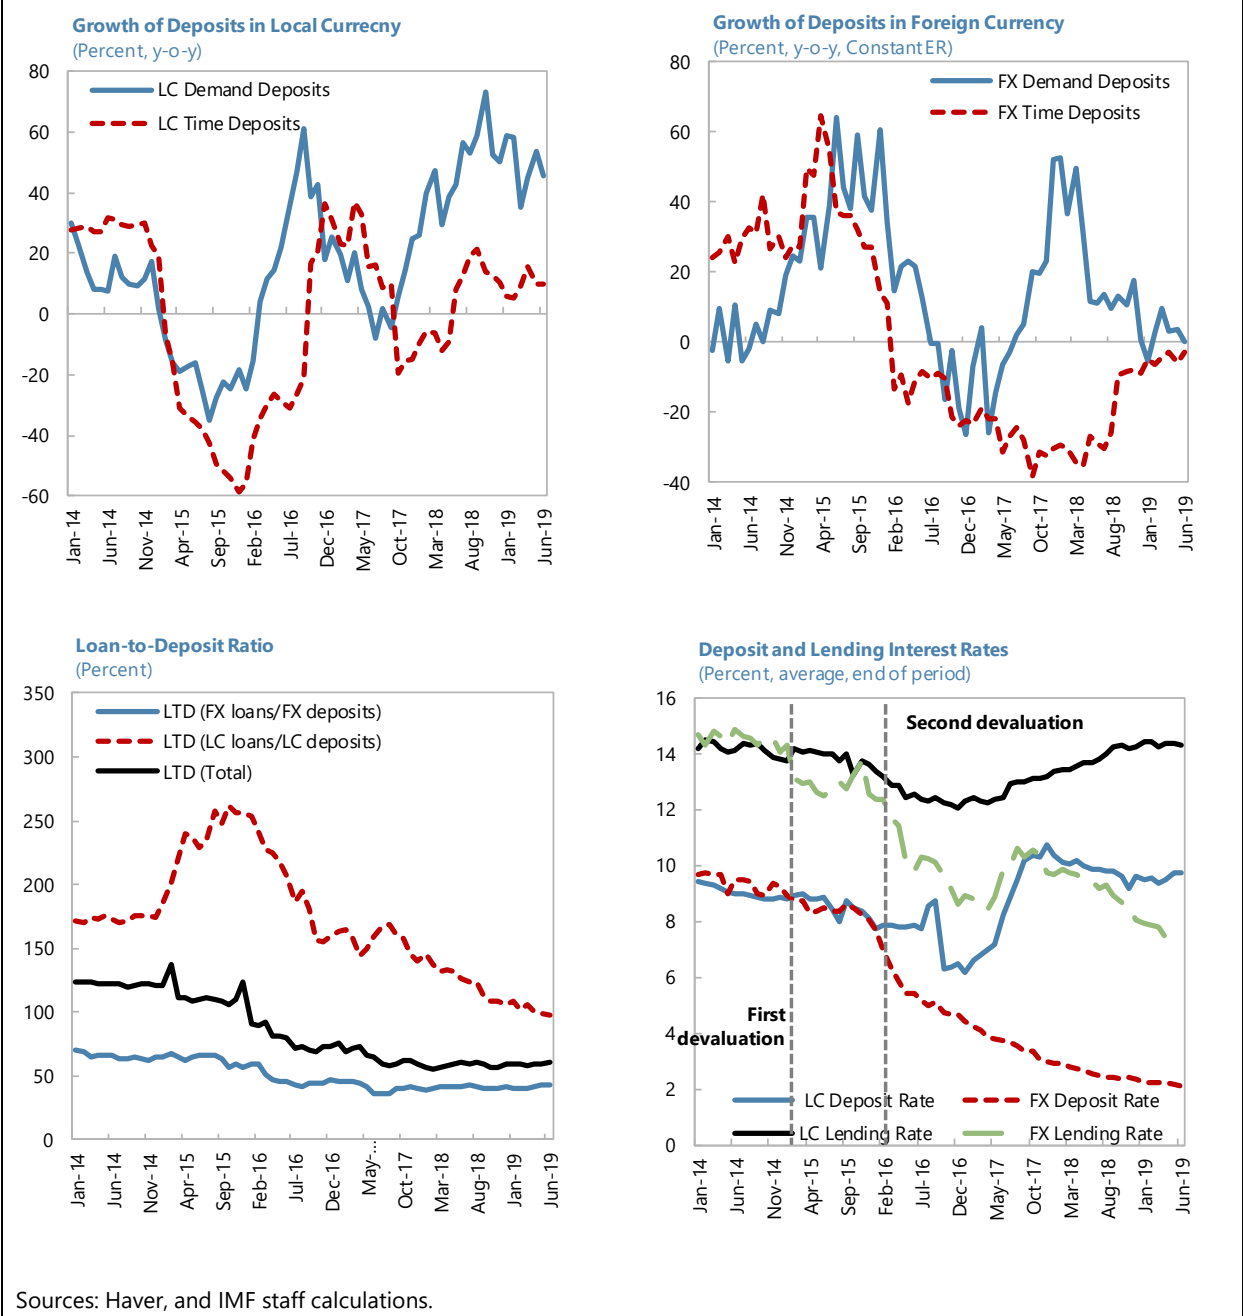 Growth of Deposits in Local Currecny
(Percent, y-o-y)
LC Demand Deposits
LC Time Deposits
80
60
40
20
0
-20
-40
-60
Jan-14
Jun-14
Nov-14
Apr-15
Sep-15
Feb-16
Jul-16
Dec-16
May-17
Oct-17
Mar-18
Aug-18
Jan-19
Jun-19
Growth of Deposits in Foreign Currency
(Percent, y-o-y, Constant ER)
FX Demand Deposits
FX Time Deposits
80
60
40
20
0
-20
-40
Jan-14
Jun-14
Nov-14
Apr-15
Sep-15
Feb-16
Jul-16
Dec-16
May-17
Oct-17
Mar-18
Aug-18
Jan-19
Jun-19
Loan-to-Deposit Ratio
(Percent)
LTD (FX loans/FX deposits)
LTD (LC loans/LC deposits)
LTD (Total)
350
300
250
200
150
100
50
0
Jan-14
Jun-14
Nov-14
Apr-15
Sep-15
Feb-16
Jul-16
Dec-16
May-...
Oct-17
Mar-18
Aug-18
Jan-19
Jun-19
Deposit and Lending Interest Rates
(Percent, average, end of period)
16
14
12
10
8
6
4
2
0
Second devaluation
First
devaluation
LC Deposit Rate
FX Deposit Rate
LC Lending Rate
FX Lending Rate
Jan-14
Jun-14
Nov-14
Apr-15
Sep-15
Feb-16
Jul-16
Dec-16
May-17
Oct-17
Mar-18
Aug-18
Jan-19
Jun-19
Sources: Haver, and IMF staff calculations.